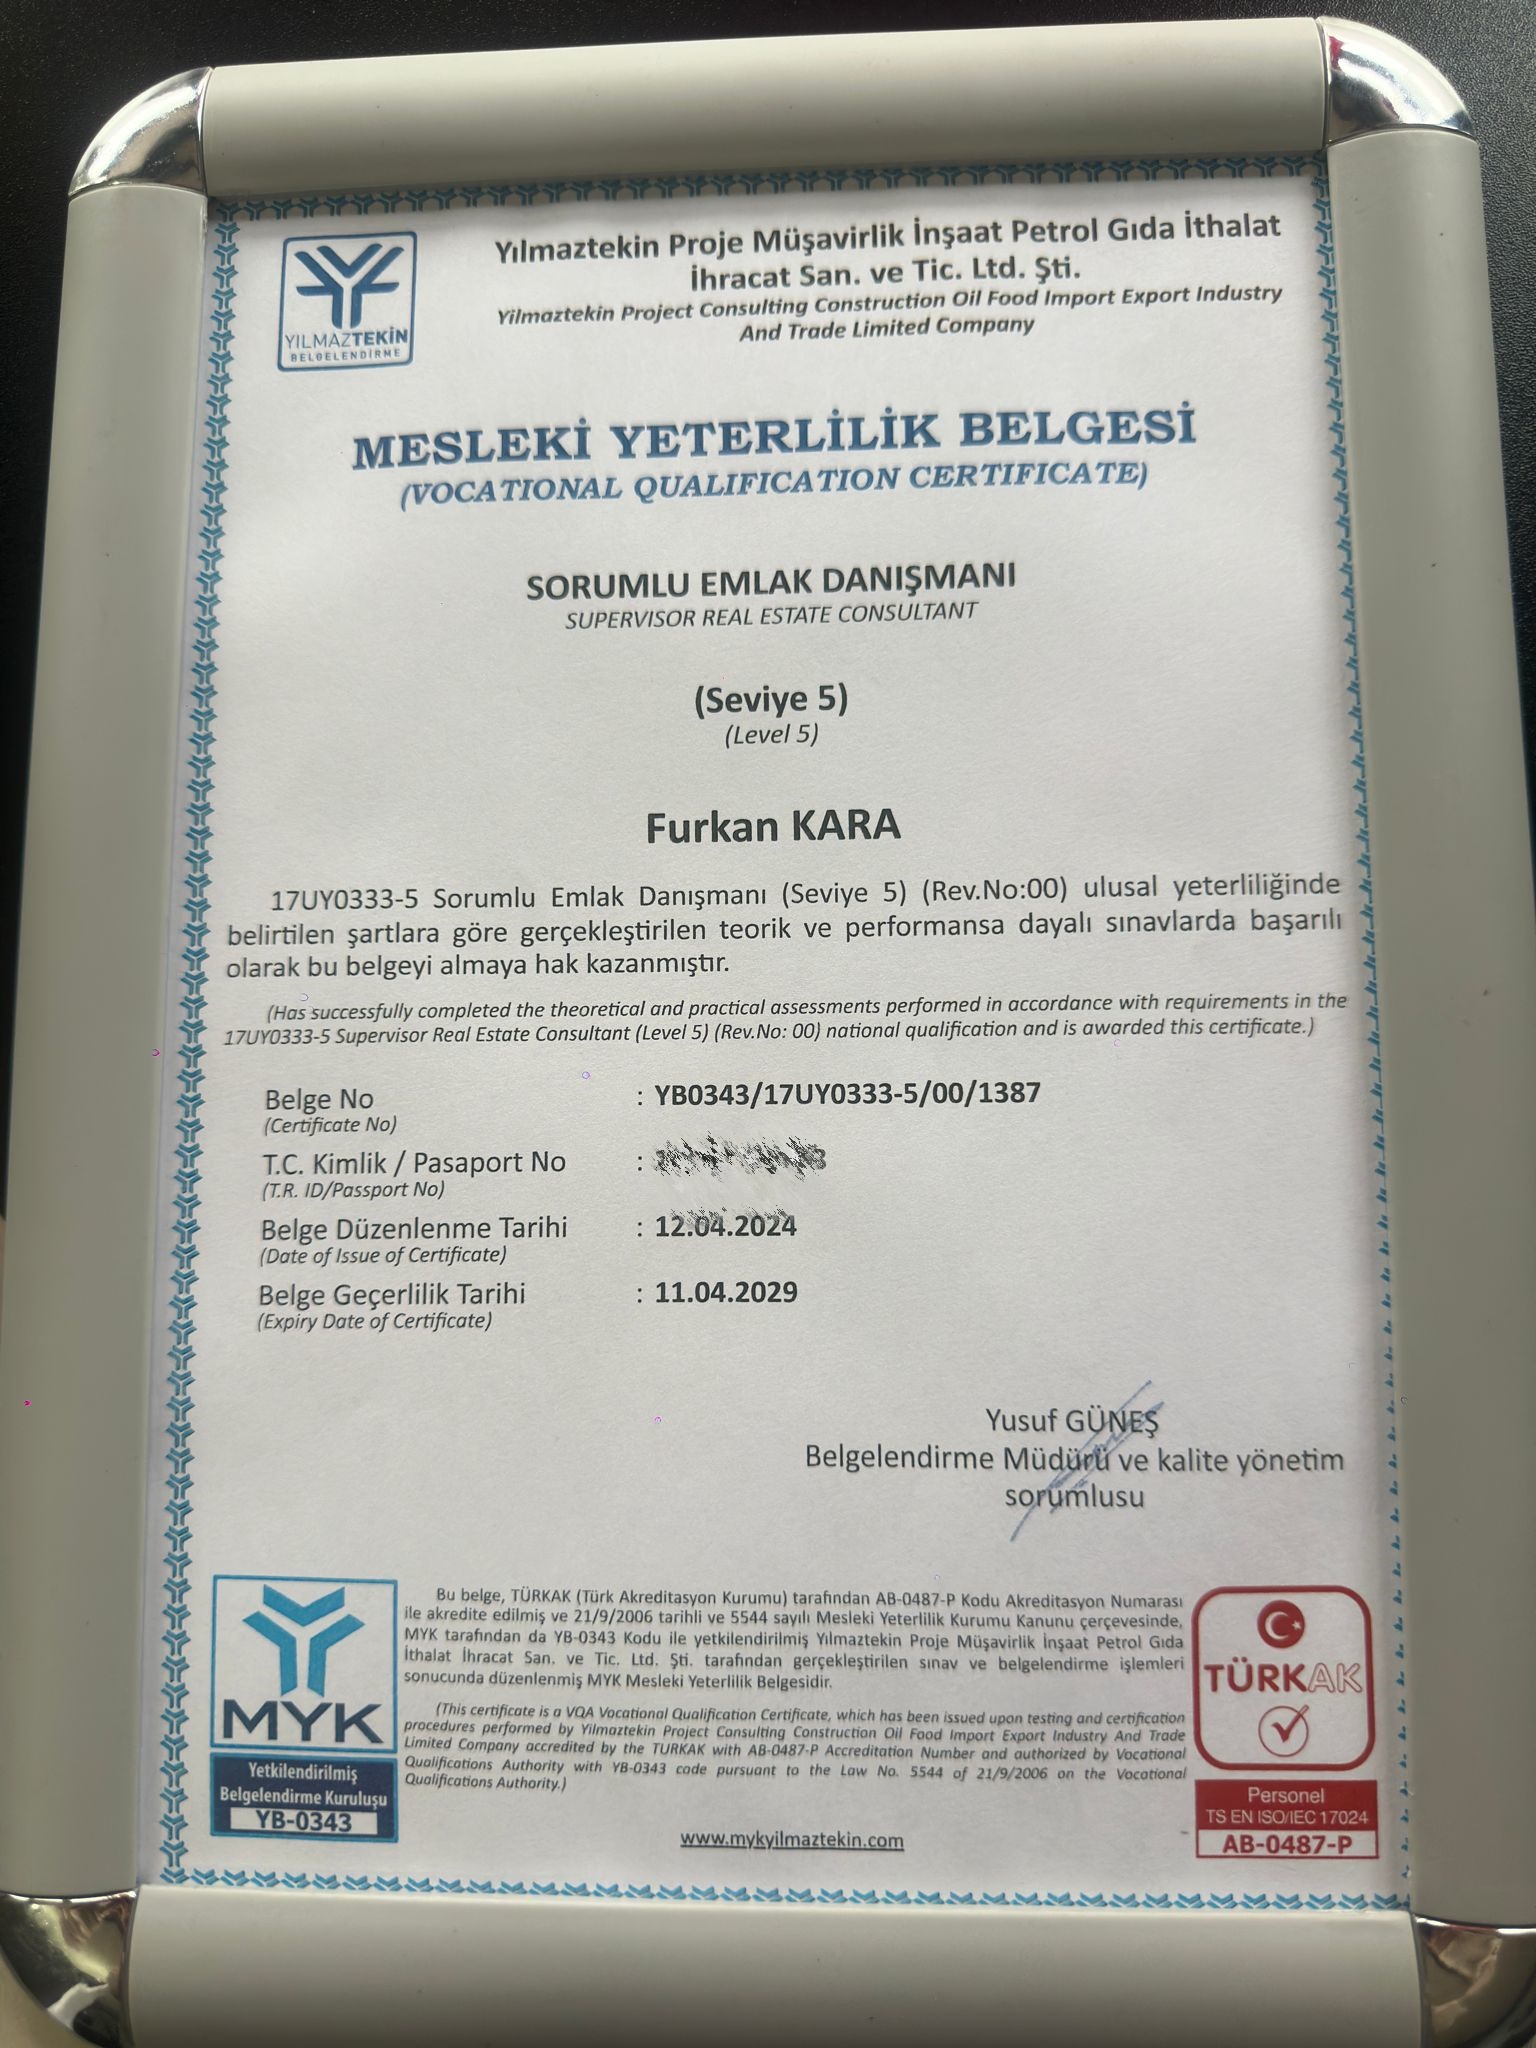 YILMAZTEKİN
BELGELENDİRME
Yılmaztekin Proje Müşavirlik İnşaat Petrol Gıda İthalat
İhracat San. ve Tic. Ltd. Şti.
Yilmaztekin Project Consulting Construction Oil Food Import Export Industry
And Trade Limited Company
MESLEKİ YETERLİLİK BELGESİ
(VOCATIONAL QUALIFICATION CERTIFICATE)
SORUMLU EMLAK DANIŞMANI
SUPERVISOR REAL ESTATE CONSULTANT
(Seviye 5)
(Level 5)
Furkan KARA
17UY0333-5 Sorumlu Emlak Danışmanı (Seviye 5) (Rev.No:00) ulusal yeterliliğinde
belirtilen şartlara göre gerçekleştirilen teorik ve performansa dayalı sınavlarda başarılı
olarak bu belgeyi almaya hak kazanmıştır.
(Has successfully completed the theoretical and practical assessments performed in accordance with requirements in the
17UY0333-5 Supervisor Real Estate Consultant (Level 5) (Rev.No: 00) national qualification and is awarded this certificate.)
Belge No : YB0343/17UY0333-5/00/1387
(Certificate No)
T.C. Kimlik / Pasaport No :
(T.R. ID/Passport No)
Belge Düzenlenme Tarihi : 12.04.2024
(Date of Issue of Certificate)
Belge Geçerlilik Tarihi : 11.04.2029
(Expiry Date of Certificate)
Yusuf GÜNEŞ
Belgelendirme Müdürü ve kalite yönetim
sorumlusu
MYK
Yetkilendirilmiş
Belgelendirme Kuruluşu
YB-0343
Bu belge, TÜRKAK (Türk Akreditasyon Kurumu) tarafından AB-0487-P Kodu Akreditasyon Numarası
ile akredite edilmiş ve 21/9/2006 tarihli ve 5544 sayılı Mesleki Yeterlilik Kurumu Kanunu çerçevesinde,
MYK tarafından da YB-0343 Kodu ile yetkilendirilmiş Yılmaztekin Proje Müşavirlik İnşaat Petrol Gıda
İthalat İhracat San. ve Tic. Ltd. Şti. tarafından gerçekleştirilen sınav ve belgelendirme işlemleri
sonucunda düzenlenmiş MYK Mesleki Yeterlilik Belgesidir.
(This certificate is a VQA Vocational Qualification Certificate, which has been issued upon testing and certification
procedures performed by Yilmaztekin Project Consulting Construction Oil Food Import Export Industry And Trade
Limited Company accredited by the TURKAK with AB-0487-P Accreditation Number and authorized by Vocational
Qualifications Authority with YB-0343 code pursuant to the Law No. 5544 of 21/9/2006 on the Vocational
Qualifications Authority.)
www.mykyilmaztekin.com
TÜRKAK
Personel
TS EN ISO/IEC 17024
AB-0487-P